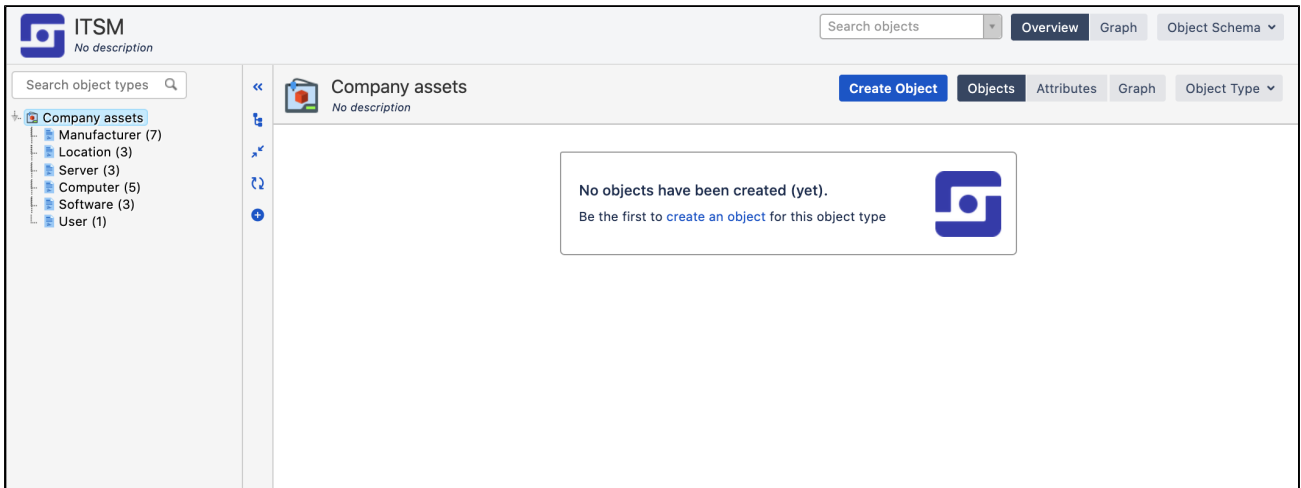 ITSM
No description
Search objects
Overview
Graph
Object Schema
Search object types
Company assets
Manufacturer (7)
Location (3)
Server (3)
Computer (5)
Software (3)
User (1)
Company assets
No description
Create Object
Objects
Attributes
Graph
Object Type
No objects have been created (yet).
Be the first to create an object for this object type